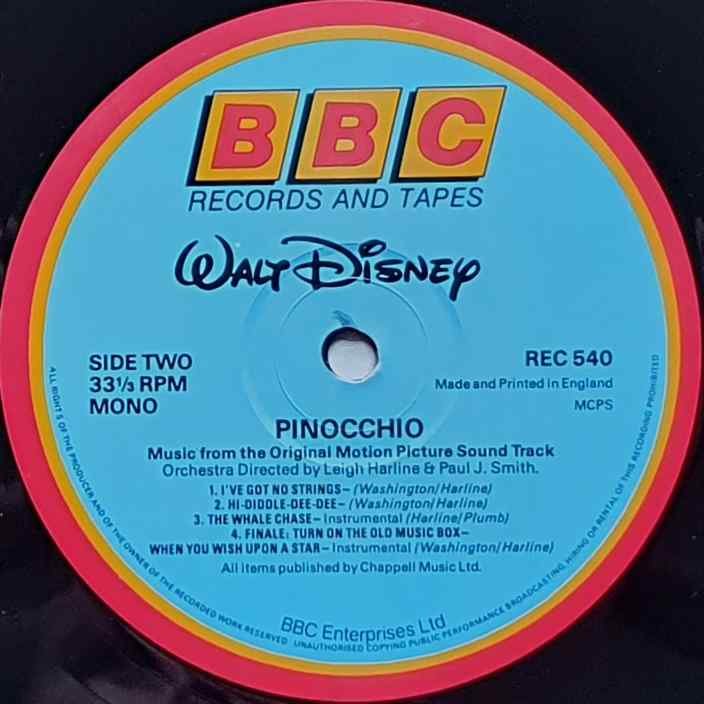 BBC
RECORDS AND TAPES
WALT DISNEY
SIDE TWO
33⅓ RPM
MONO
REC 540
Made and Printed in England
MCPS
PINOCCHIO
Music from the Original Motion Picture Sound Track
Orchestra Directed by Leigh Harline & Paul J. Smith.
1. I'VE GOT NO STRINGS – (Washington/Harline)
2. HI-DIDDLE-DEE-DEE – (Washington/Harline)
3. THE WHALE CHASE – Instrumental (Harline/Plumb)
4. FINALE: TURN ON THE OLD MUSIC BOX –
WHEN YOU WISH UPON A STAR – Instrumental (Washington/Harline)
All items published by Chappell Music Ltd.
BBC Enterprises Ltd
ALL RIGHTS OF THE PRODUCER AND OF THE OWNER OF THE RECORDED WORK RESERVED UNAUTHORISED COPYING PUBLIC PERFORMANCE BROADCASTING, HIRING OR RENTAL OF THIS RECORDING PROHIBITED